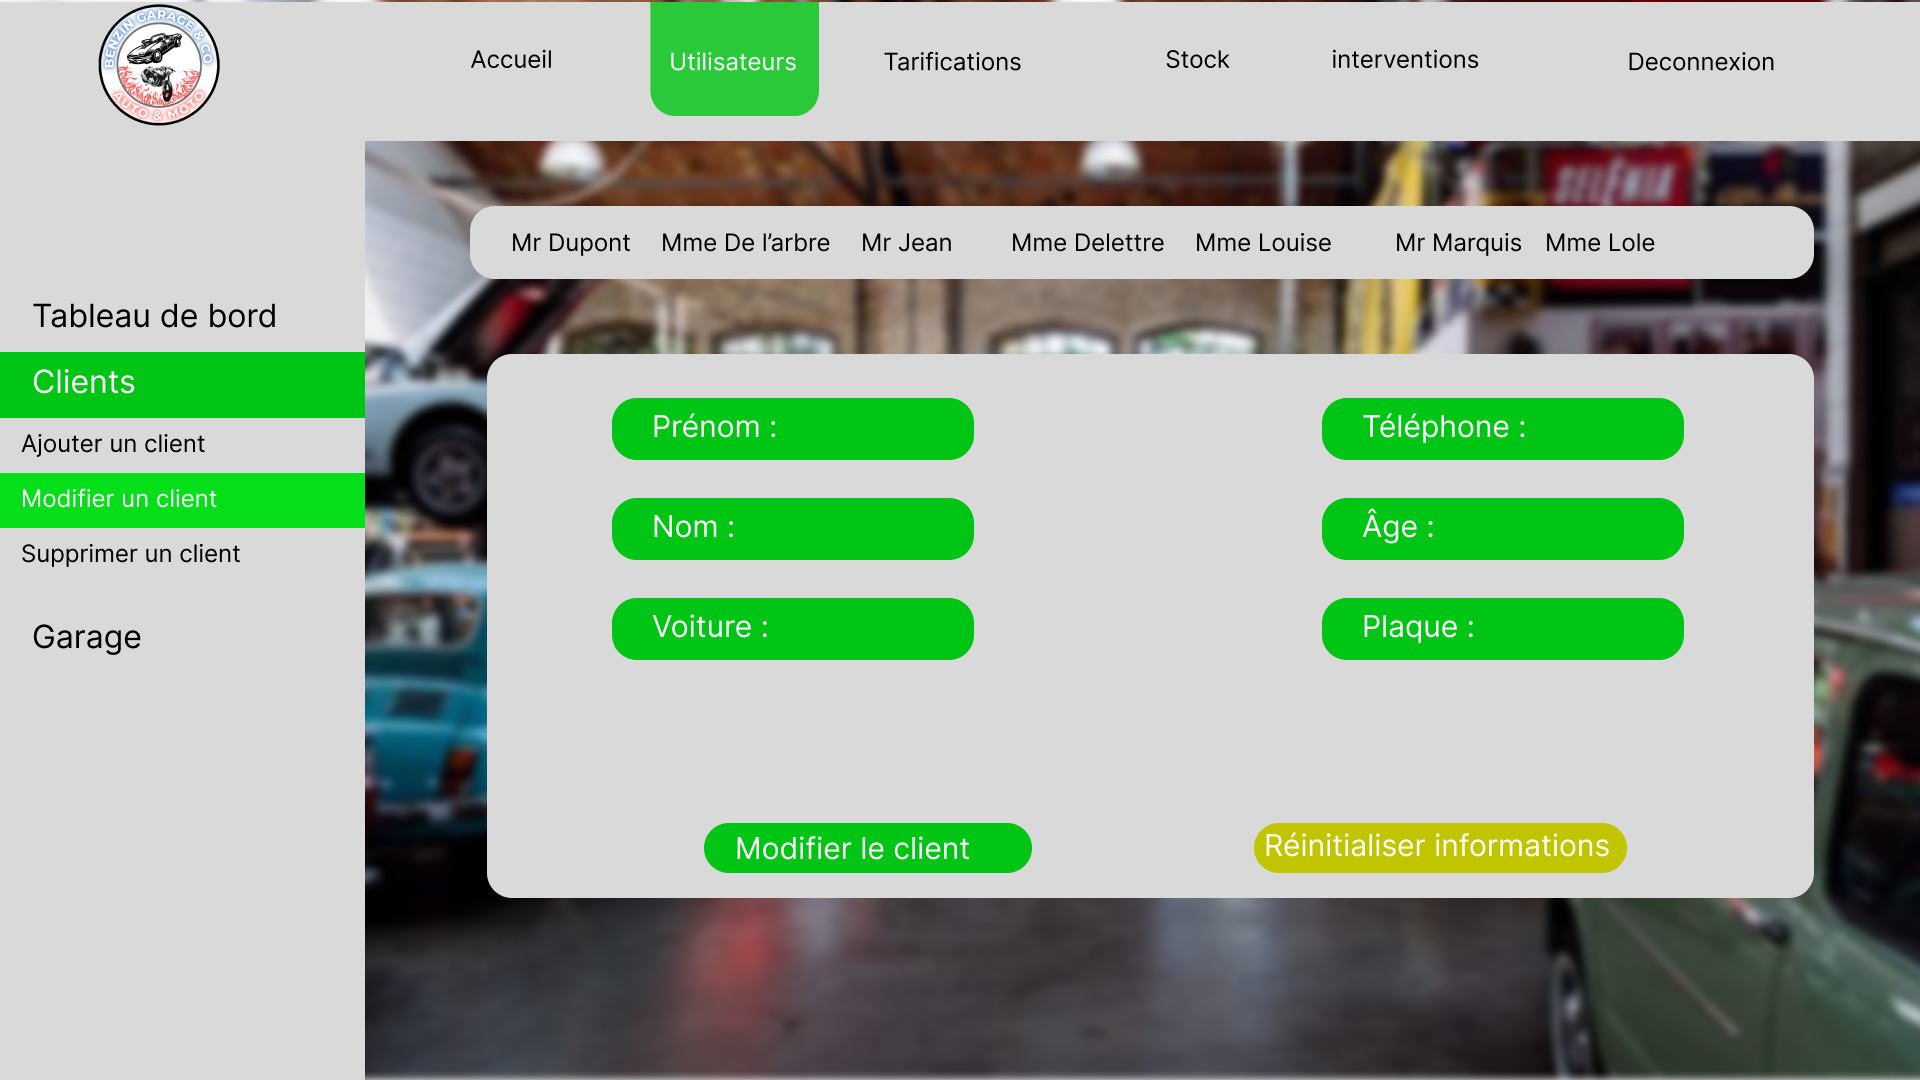 BENZIN GARAGE & CO
AUTO & MOTO
Accueil
Utilisateurs
Tarifications
Stock
interventions
Deconnexion
SELÉNIA
Mr Dupont
Mme De l’arbre
Mr Jean
Mme Delettre
Mme Louise
Mr Marquis
Mme Lole
Tableau de bord
Clients
Ajouter un client
Modifier un client
Supprimer un client
Garage
Prénom :
Téléphone :
Nom :
Âge :
Voiture :
Plaque :
Modifier le client
Réinitialiser informations